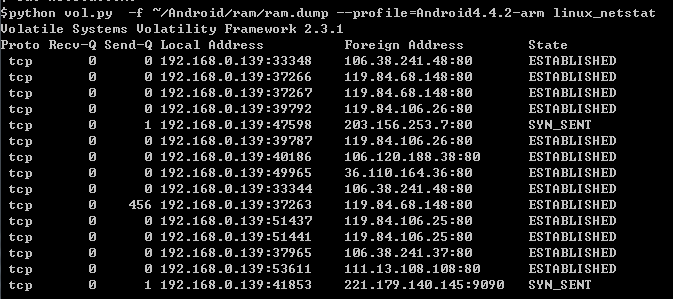 $python vol.py  -f ~/Android/ram/ram.dump --profile=Android4.4.2-arm linux_netstat
Volatile Systems Volatility Framework 2.3.1
Proto Recv-Q Send-Q Local Address Foreign Address State
tcp 0 0 192.168.0.139:33348 106.38.241.48:80 ESTABLISHED
tcp 0 0 192.168.0.139:37266 119.84.68.148:80 ESTABLISHED
tcp 0 0 192.168.0.139:37267 119.84.68.148:80 ESTABLISHED
tcp 0 0 192.168.0.139:39792 119.84.106.26:80 ESTABLISHED
tcp 0 1 192.168.0.139:47598 203.156.253.7:80 SYN_SENT
tcp 0 0 192.168.0.139:39787 119.84.106.26:80 ESTABLISHED
tcp 0 0 192.168.0.139:40186 106.120.188.38:80 ESTABLISHED
tcp 0 0 192.168.0.139:49965 36.110.164.36:80 ESTABLISHED
tcp 0 0 192.168.0.139:33344 106.38.241.48:80 ESTABLISHED
tcp 0 456 192.168.0.139:37263 119.84.68.148:80 ESTABLISHED
tcp 0 0 192.168.0.139:51437 119.84.106.25:80 ESTABLISHED
tcp 0 0 192.168.0.139:51441 119.84.106.25:80 ESTABLISHED
tcp 0 0 192.168.0.139:37965 106.38.241.37:80 ESTABLISHED
tcp 0 0 192.168.0.139:53611 111.13.108.108:80 ESTABLISHED
tcp 0 1 192.168.0.139:41853 221.179.140.145:9090 SYN_SENT